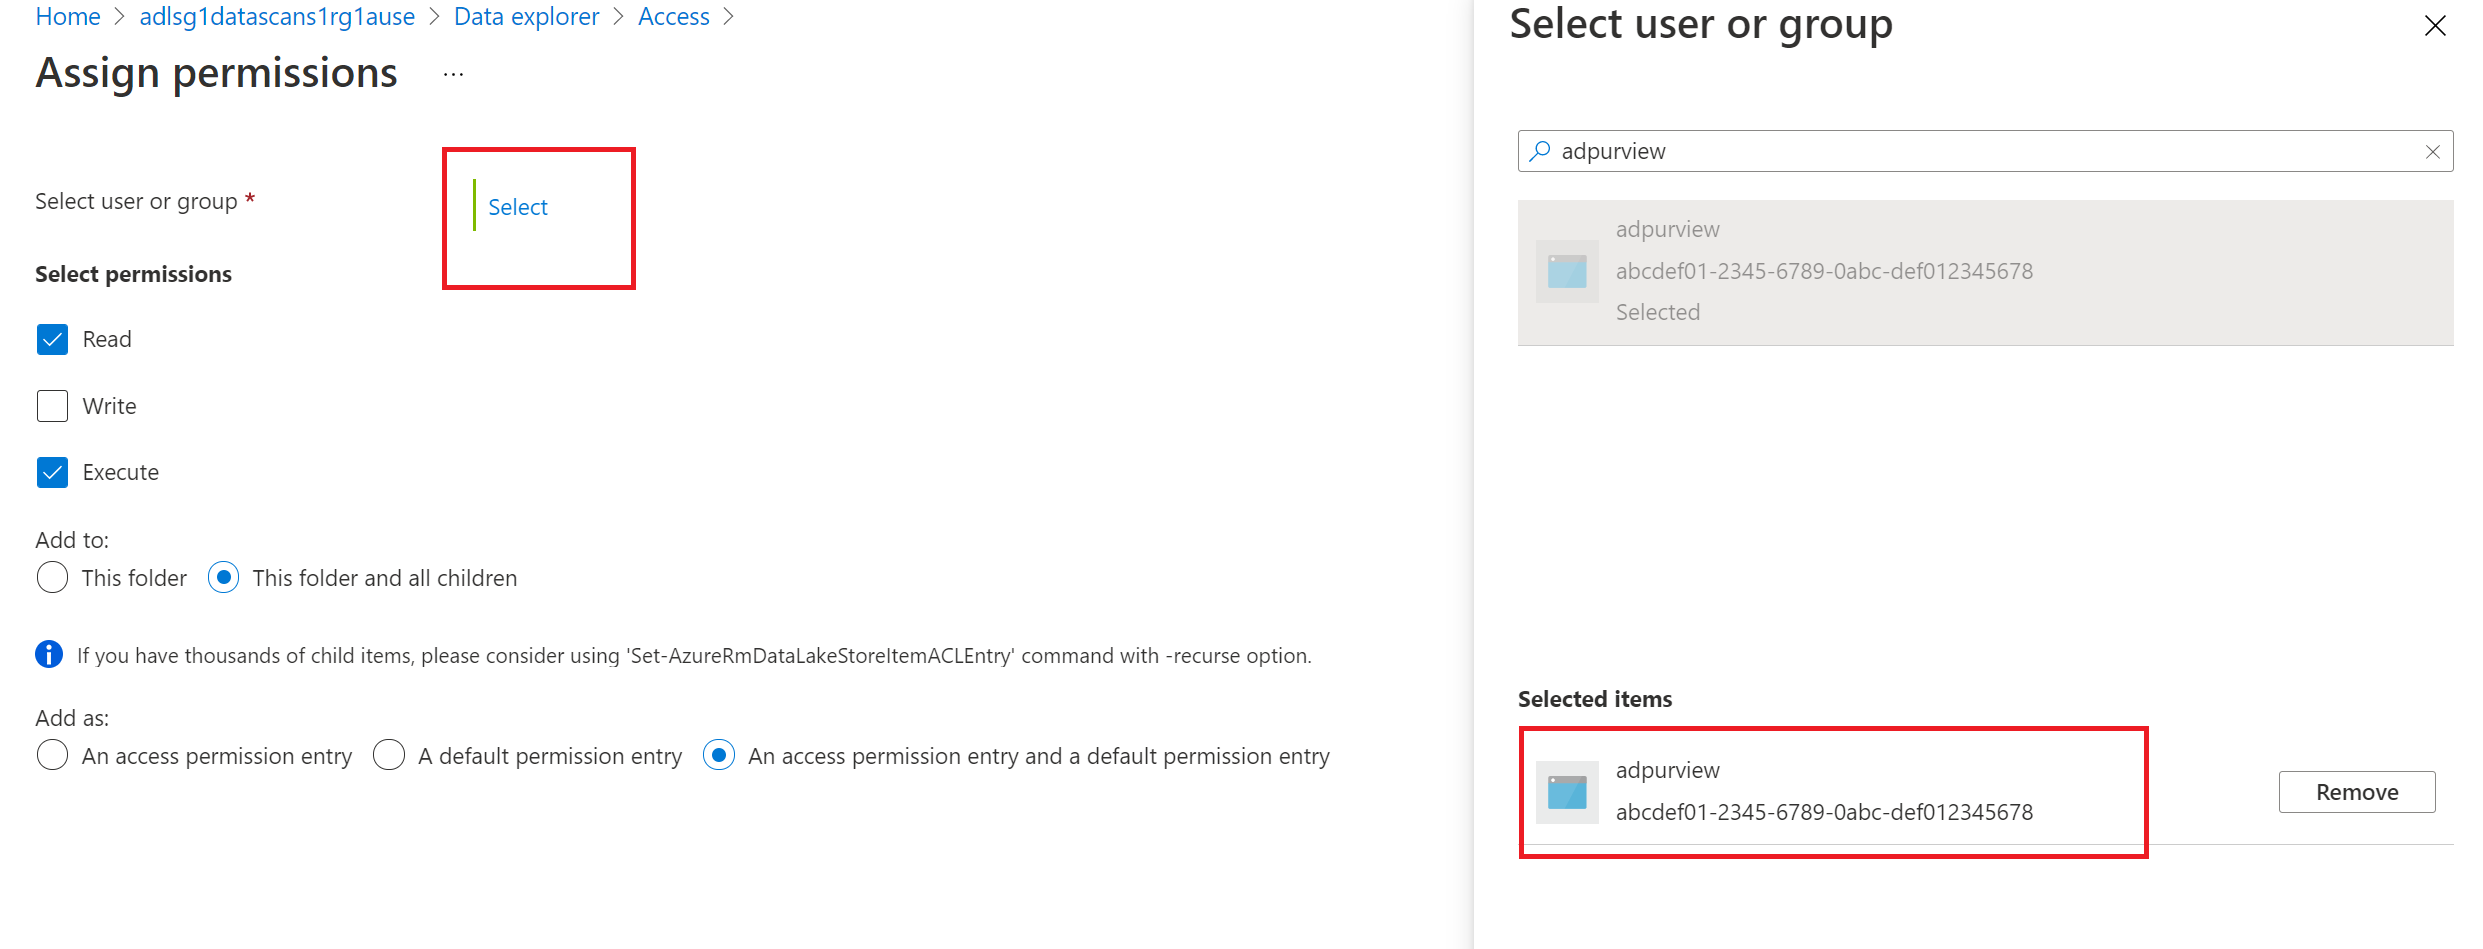 Home > adlsg1datascans1rg1ause > Data explorer > Access >
Assign permissions ...
Select user or group *
Select
Select permissions
Read
Write
Execute
Add to:
This folder
This folder and all children
If you have thousands of child items, please consider using 'Set-AzureRmDataLakeStoreItemACLEntry' command with -recurse option.
Add as:
An access permission entry
A default permission entry
An access permission entry and a default permission entry
Select user or group
adpurview
adpurview
abcdef01-2345-6789-0abc-def012345678
Selected
Selected items
adpurview
abcdef01-2345-6789-0abc-def012345678
Remove